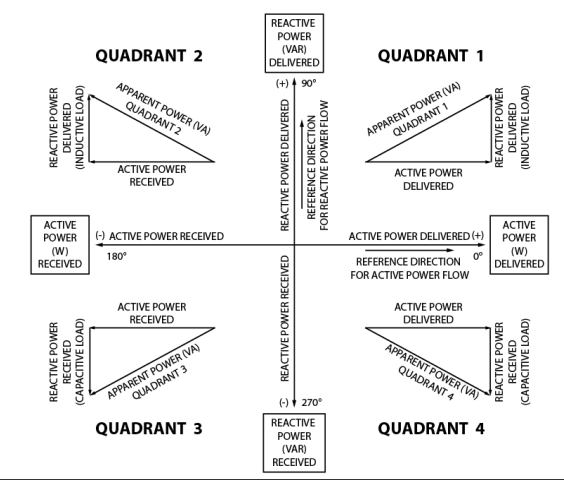 REACTIVE
POWER
(VAR)
DELIVERED
QUADRANT 2
QUADRANT 1
(+) 90°
REACTIVE POWER
DELIVERED
(INDUCTIVE LOAD)
APPARENT POWER (VA)
QUADRANT 2
ACTIVE POWER
RECEIVED
REACTIVE POWER DELIVERED
REFERENCE DIRECTION
FOR REACTIVE POWER FLOW
APPARENT POWER (VA)
QUADRANT 1
REACTIVE POWER
DELIVERED
(INDUCTIVE LOAD)
ACTIVE POWER
DELIVERED
ACTIVE
POWER
(W)
RECEIVED
(-) ACTIVE POWER RECEIVED
180°
ACTIVE POWER DELIVERED (+)
0°
REFERENCE DIRECTION
FOR ACTIVE POWER FLOW
ACTIVE
POWER
(W)
DELIVERED
ACTIVE POWER
RECEIVED
REACTIVE POWER
RECEIVED
(CAPACITIVE LOAD)
APPARENT POWER (VA)
QUADRANT 3
REACTIVE POWER RECEIVED
ACTIVE POWER
DELIVERED
APPARENT POWER (VA)
QUADRANT 4
REACTIVE POWER
RECEIVED
(CAPACITIVE LOAD)
(-) 270°
QUADRANT 3
QUADRANT 4
REACTIVE
POWER
(VAR)
RECEIVED